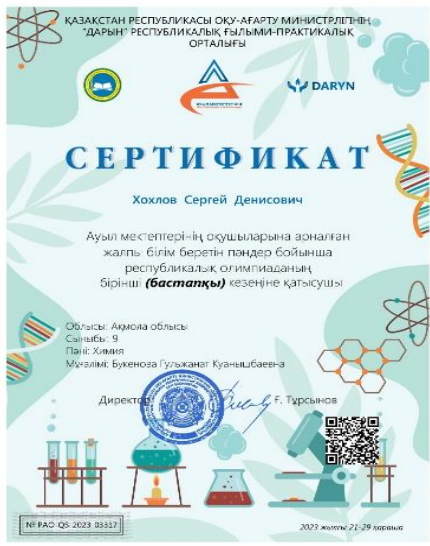 ҚАЗАҚСТАН РЕСПУБЛИКАСЫ ОҚУ-АҒАРТУ МИНИСТРЛІГІНІҢ
"ДАРЫН" РЕСПУБЛИКАЛЫҚ ҒЫЛЫМИ-ПРАКТИКАЛЫҚ
ОРТАЛЫҒЫ
DARYN
СЕРТИФИКАТ
Хохлов Сергей Денисович
Ауыл мектептерінің оқушыларына арналған
жалпы білім беретін пәндер бойынша
республикалық олимпиаданың
бірінші (бастапқы) кезеңіне қатысушы
Облысы: Ақмола облысы
Сыныбы: 9
Пәні: Химия
Мұғалімі: Букенова Гульжанат Куанышбаевна
Директор Ғ. Тұрсынов
№ РАО-QS-2023-03317
2023 жылғы 21-29 қараша